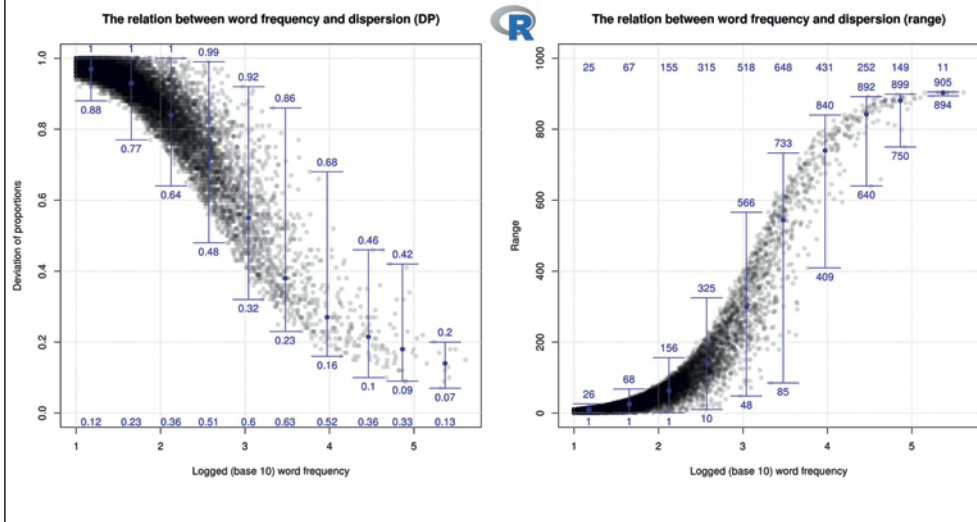 The relation between word frequency and dispersion (DP)
1 1 1 0.99 0.92 0.86 0.68 0.46 0.42 0.2
0.88 0.77 0.64 0.48 0.32 0.23 0.16 0.1 0.09 0.07
0.12 0.23 0.36 0.51 0.6 0.63 0.52 0.36 0.33 0.13
1.0
0.8
0.6
0.4
0.2
0.0
Deviation of proportions
1 2 3 4 5
Logged (base 10) word frequency
R
The relation between word frequency and dispersion (range)
25 67 155 315 518 648 431 252 149 11
26 68 156 325 566 733 840 892 899 905
1 1 1 10 48 85 409 640 750 894
1000
800
600
400
200
0
Range
1 2 3 4 5
Logged (base 10) word frequency